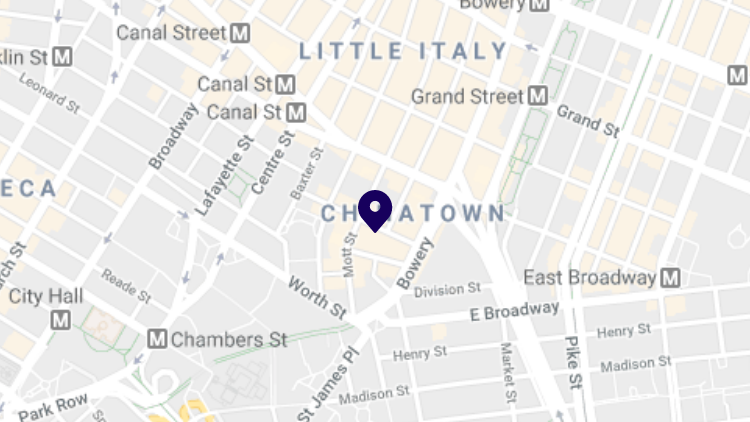 Bowery M
Canal Street M
LITTLE ITALY
M
Leonard St
Canal St M
M
Grand Street M
Canal St M
Grand St
Broadway
Lafayette St
Centre St
Baxter St
ECA
CH ATOWN
Mott St
Bowery
East Broadway M
Reade St
City Hall
M
Worth St
Division St
E Broadway
M Chambers St
Henry St
Henry St
Pike St
Market St
St James Pl
Madison St
Madison St
Park Row